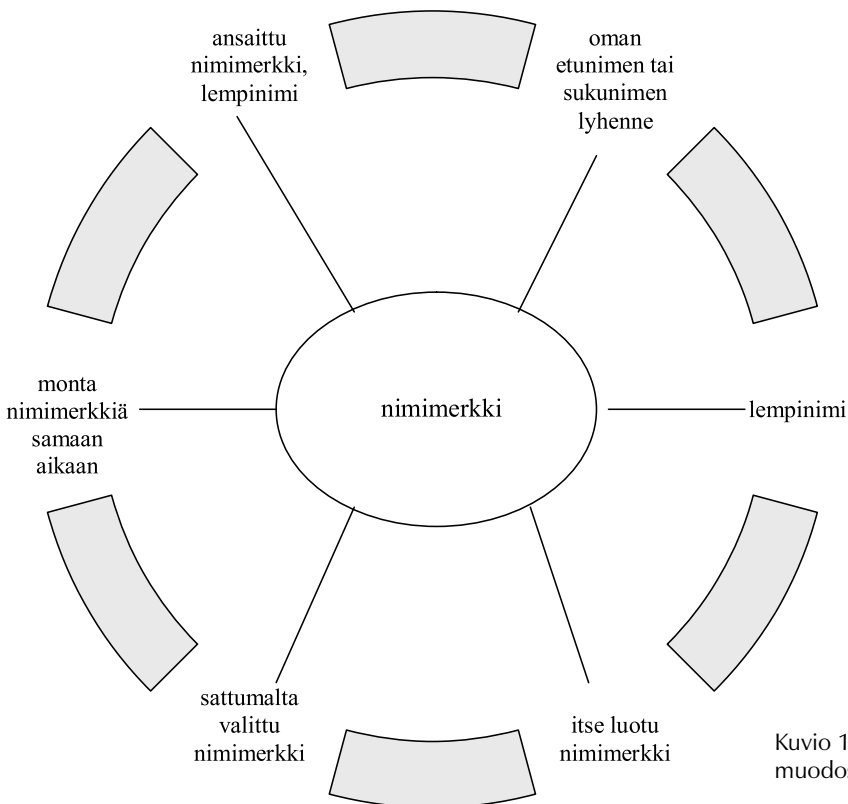 ansaittu
nimimerkki,
lempinimi
oman
etunimen tai
sukunimen
lyhenne
monta
nimimerkkiä
samaan
aikaan
nimimerkki
lempinimi
sattumalta
valittu
nimimerkki
itse luotu
nimimerkki
Kuvio 1